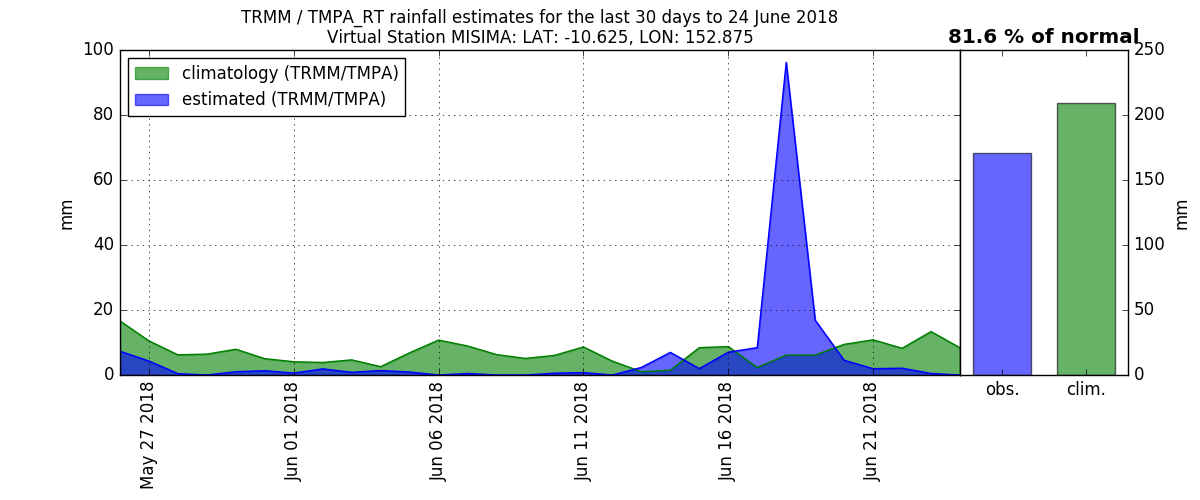 TRMM / TMPA_RT rainfall estimates for the last 30 days to 24 June 2018
Virtual Station MISIMA: LAT: -10.625, LON: 152.875
81.6 % of normal
climatology (TRMM/TMPA)
estimated (TRMM/TMPA)
100
80
60
40
20
0
mm
May 27 2018
Jun 01 2018
Jun 06 2018
Jun 11 2018
Jun 16 2018
Jun 21 2018
obs.
clim.
250
200
150
100
50
0
mm